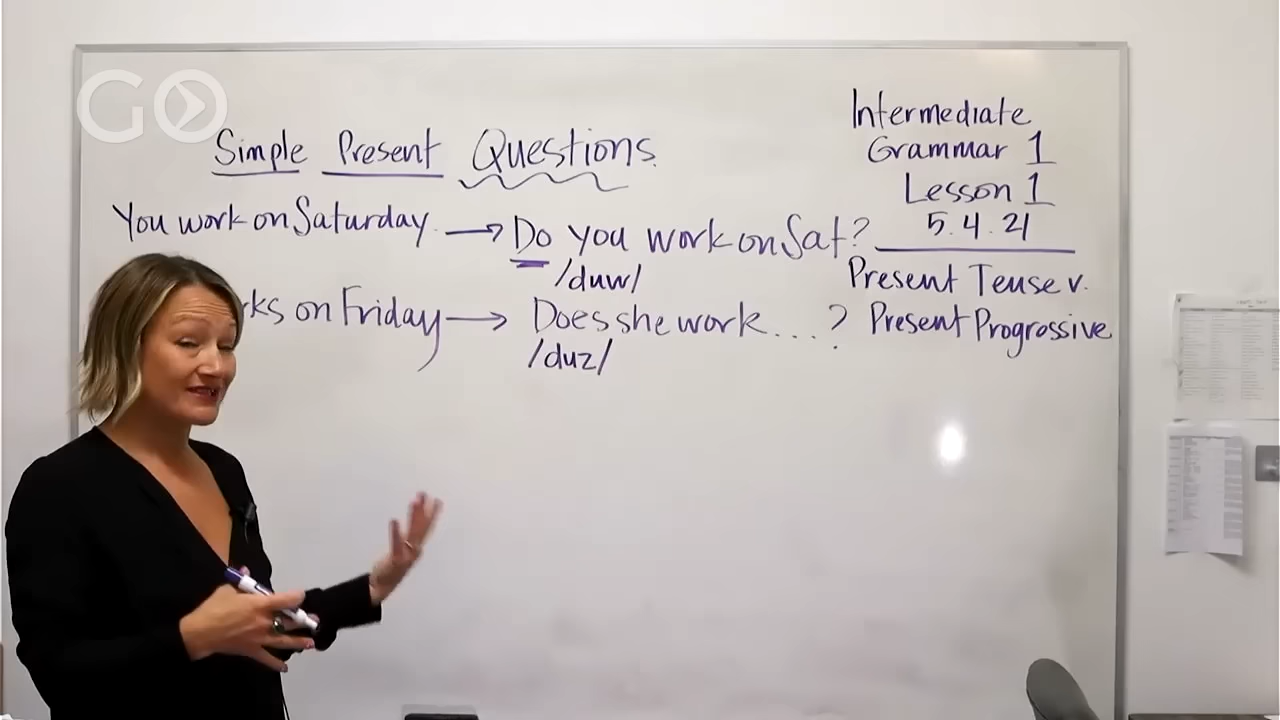 GO
Simple Present Questions.
You work on Saturday. → Do you work on Sat?
/duw/
rks on Friday → Does she work....?
/duz/
Intermediate
Grammar 1
Lesson 1
5.4.21
Present Tense v.
Present Progressive